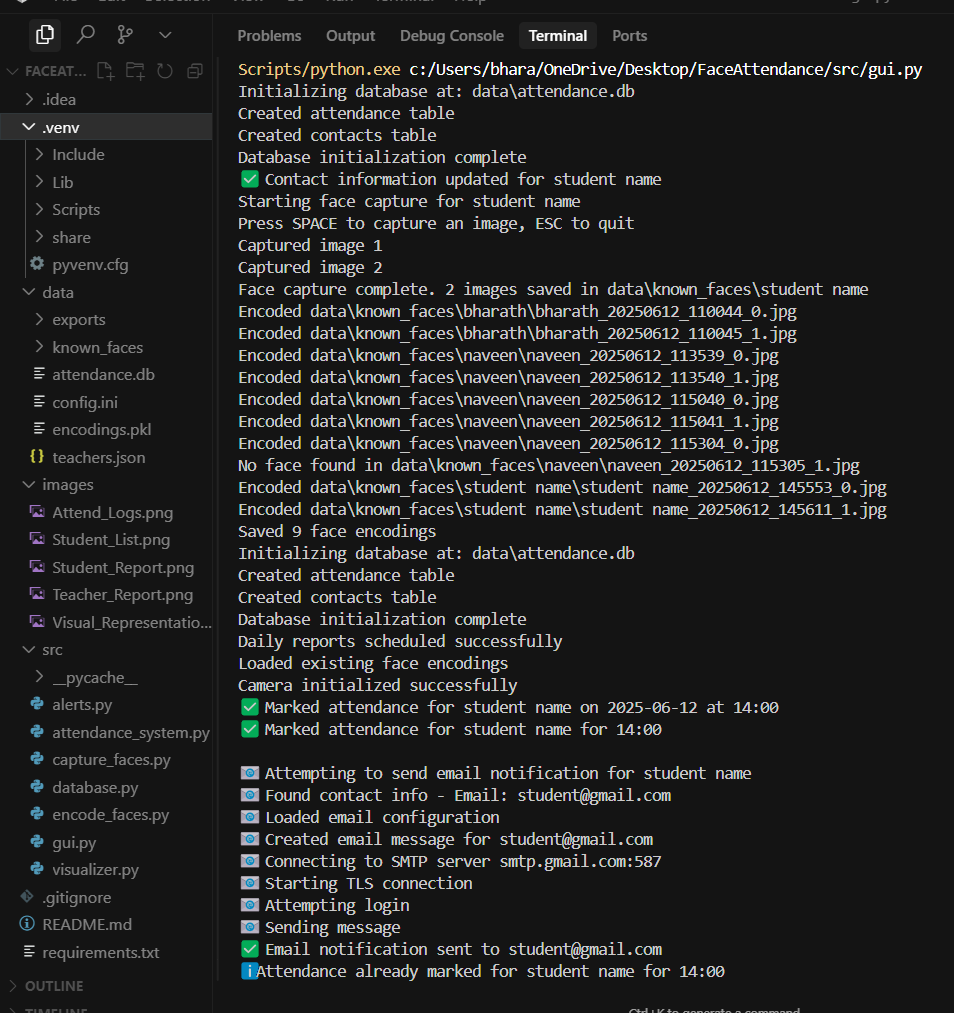 Problems Output Debug Console Terminal Ports
FACEAT...
.idea
.venv
Include
Lib
Scripts
share
pyvenv.cfg
data
exports
known_faces
attendance.db
config.ini
encodings.pkl
teachers.json
images
Attend_Logs.png
Student_List.png
Student_Report.png
Teacher_Report.png
Visual_Representatio...
src
__pycache__
alerts.py
attendance_system.py
capture_faces.py
database.py
encode_faces.py
gui.py
visualizer.py
.gitignore
README.md
requirements.txt
OUTLINE
TIMELINE
Scripts/python.exe c:/Users/bhara/OneDrive/Desktop/FaceAttendance/src/gui.py
Initializing database at: data\attendance.db
Created attendance table
Created contacts table
Database initialization complete
✅ Contact information updated for student name
Starting face capture for student name
Press SPACE to capture an image, ESC to quit
Captured image 1
Captured image 2
Face capture complete. 2 images saved in data\known_faces\student name
Encoded data\known_faces\bharath\bharath_20250612_110044_0.jpg
Encoded data\known_faces\bharath\bharath_20250612_110045_1.jpg
Encoded data\known_faces\naveen\naveen_20250612_113539_0.jpg
Encoded data\known_faces\naveen\naveen_20250612_113540_1.jpg
Encoded data\known_faces\naveen\naveen_20250612_115040_0.jpg
Encoded data\known_faces\naveen\naveen_20250612_115041_1.jpg
Encoded data\known_faces\naveen\naveen_20250612_115304_0.jpg
No face found in data\known_faces\naveen\naveen_20250612_115305_1.jpg
Encoded data\known_faces\student name\student name_20250612_145553_0.jpg
Encoded data\known_faces\student name\student name_20250612_145611_1.jpg
Saved 9 face encodings
Initializing database at: data\attendance.db
Created attendance table
Created contacts table
Database initialization complete
Daily reports scheduled successfully
Loaded existing face encodings
Camera initialized successfully
✅ Marked attendance for student name on 2025-06-12 at 14:00
✅ Marked attendance for student name for 14:00
📧 Attempting to send email notification for student name
📧 Found contact info - Email: student@gmail.com
📧 Loaded email configuration
📧 Created email message for student@gmail.com
📧 Connecting to SMTP server smtp.gmail.com:587
📧 Starting TLS connection
📧 Attempting login
📧 Sending message
✅ Email notification sent to student@gmail.com
ℹ️Attendance already marked for student name for 14:00
Ctrl+K to generate a command